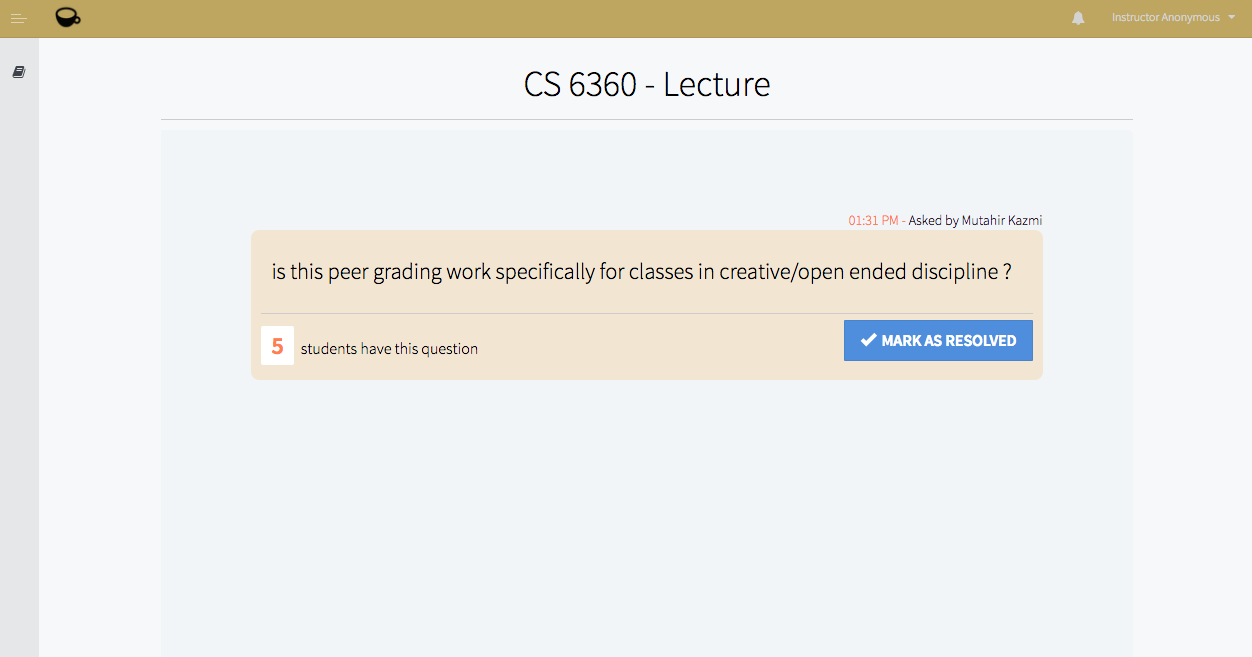 Instructor Anonymous
CS 6360 - Lecture
01:31 PM - Asked by Mutahir Kazmi
is this peer grading work specifically for classes in creative/open ended discipline ?
5 students have this question
MARK AS RESOLVED